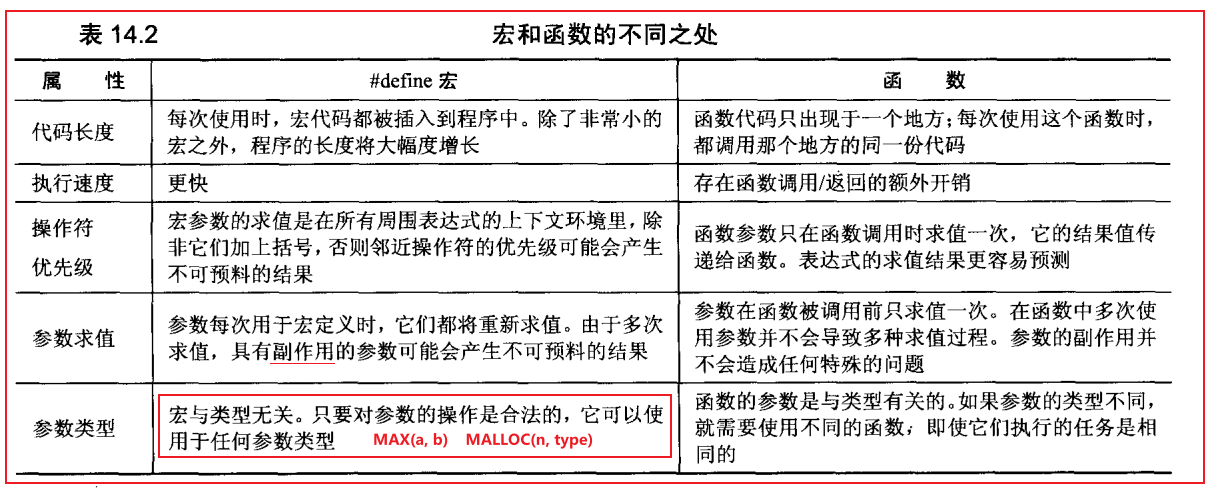 表 14.2 宏和函数的不同之处
属 性 #define 宏 函 数
代码长度
每次使用时，宏代码都被插入到程序中。除了非常小的
宏之外，程序的长度将大幅度增长
函数代码只出现于一个地方；每次使用这个函数时，
都调用那个地方的同一份代码
执行速度 更快 存在函数调用/返回的额外开销
操作符
优先级
宏参数的求值是在所有周围表达式的上下文环境里，除
非它们加上括号，否则邻近操作符的优先级可能会产生
不可预料的结果
函数参数只在函数调用时求值一次，它的结果值传
递给函数。表达式的求值结果更容易预测
参数求值
参数每次用于宏定义时，它们都将重新求值。由于多次
求值，具有副作用的参数可能会产生不可预料的结果
参数在函数被调用前只求值一次。在函数中多次使
用参数并不会导致多种求值过程。参数的副作用并
不会造成任何特殊的问题
参数类型
宏与类型无关。只要对参数的操作是合法的，它可以使
用于任何参数类型 MAX(a, b) MALLOC(n, type)
函数的参数是与类型有关的。如果参数的类型不同，
就需要使用不同的函数，即使它们执行的任务是相
同的